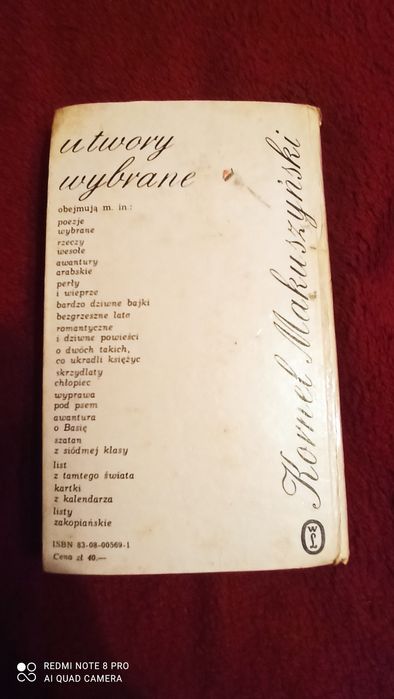 utwory
wybrane
obejmują m. in:
poezje
wybrane
rzeczy
wesołe
awantury
arabskie
perły
i wieprze
bardzo dziwne bajki
bezgrzeszne lata
romantyczne
i dziwne powieści
o dwóch takich,
co ukradli księżyc
skrzydlaty
chłopiec
wyprawa
pod psem
awantura
o Basię
szatan
z siódmej klasy
list
z tamtego świata
kartki
z kalendarza
listy
zakopiańskie
ISBN 83-08-00569-1
Cena zł 40.—
Kornel Makuszyński
WL
REDMI NOTE 8 PRO
AI QUAD CAMERA